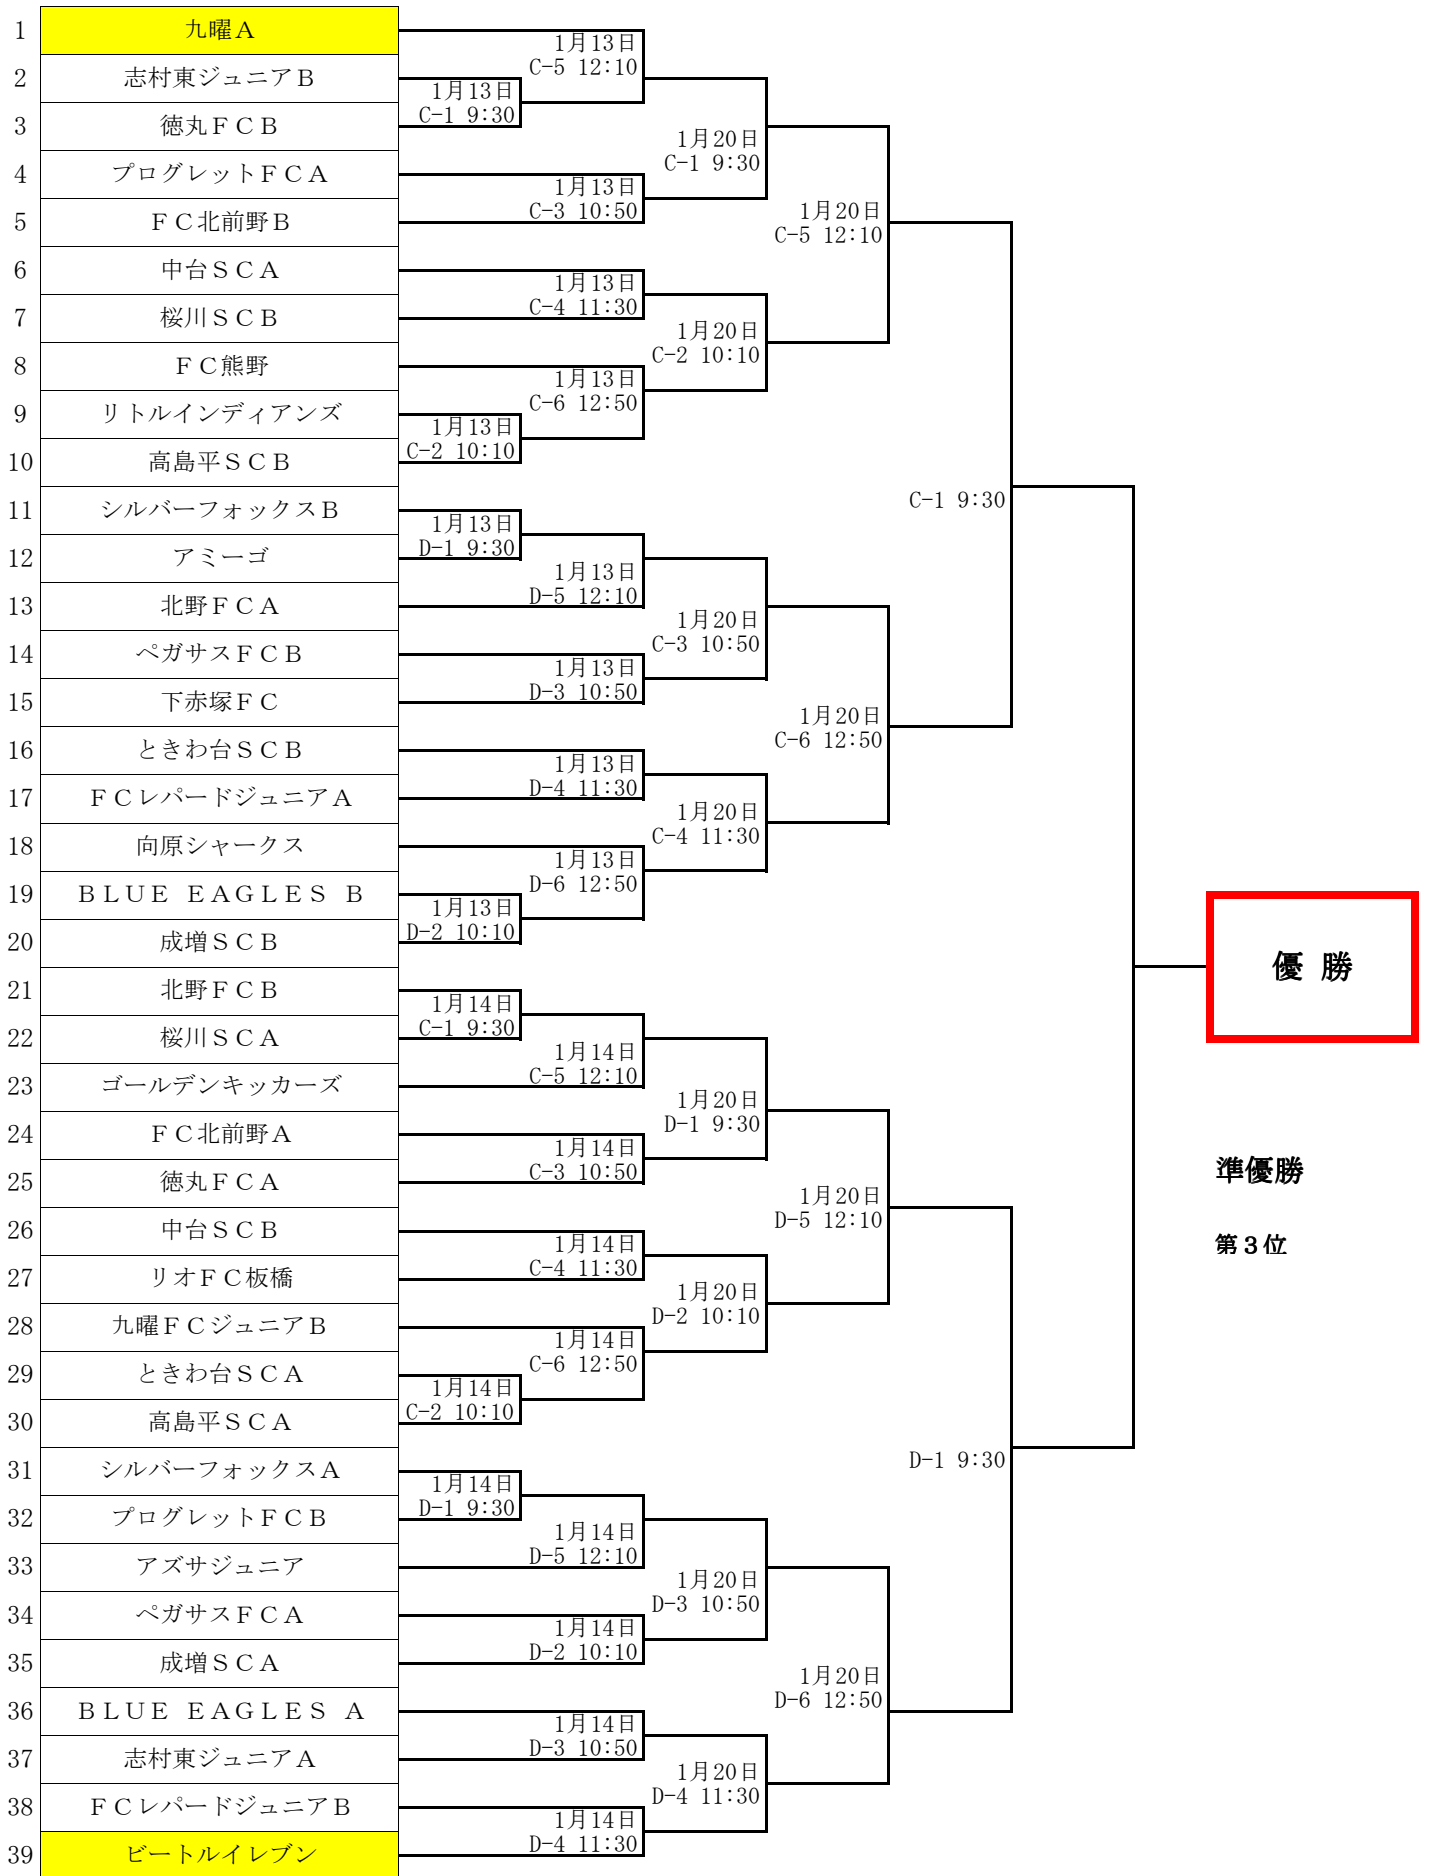 1 九曜Ａ
2 志村東ジュニアＢ
3 徳丸ＦＣＢ
4 プログレットＦＣＡ
5 ＦＣ北前野Ｂ
6 中台ＳＣＡ
7 桜川ＳＣＢ
8 ＦＣ熊野
9 リトルインディアンズ
10 高島平ＳＣＢ
11 シルバーフォックスＢ
12 アミーゴ
13 北野ＦＣＡ
14 ペガサスＦＣＢ
15 下赤塚ＦＣ
16 ときわ台ＳＣＢ
17 ＦＣレパードジュニアＡ
18 向原シャークス
19 ＢＬＵＥ ＥＡＧＬＥＳ Ｂ
20 成増ＳＣＢ
21 北野ＦＣＢ
22 桜川ＳＣＡ
23 ゴールデンキッカーズ
24 ＦＣ北前野Ａ
25 徳丸ＦＣＡ
26 中台ＳＣＢ
27 リオＦＣ板橋
28 九曜ＦＣジュニアＢ
29 ときわ台ＳＣＡ
30 高島平ＳＣＡ
31 シルバーフォックスＡ
32 プログレットＦＣＢ
33 アズサジュニア
34 ペガサスＦＣＡ
35 成増ＳＣＡ
36 ＢＬＵＥ ＥＡＧＬＥＳ Ａ
37 志村東ジュニアＡ
38 ＦＣレパードジュニアＢ
39 ビートルイレブン
1月13日
C-1 9:30
1月13日
C-2 10:10
1月13日
D-1 9:30
1月13日
D-2 10:10
1月14日
C-1 9:30
1月14日
C-2 10:10
1月14日
D-1 9:30
1月13日
C-5 12:10
1月13日
C-3 10:50
1月13日
C-4 11:30
1月13日
C-6 12:50
1月13日
D-5 12:10
1月13日
D-3 10:50
1月13日
D-4 11:30
1月13日
D-6 12:50
1月14日
C-5 12:10
1月14日
C-3 10:50
1月14日
C-4 11:30
1月14日
C-6 12:50
1月14日
D-5 12:10
1月14日
D-2 10:10
1月14日
D-3 10:50
1月14日
D-4 11:30
1月20日
C-1 9:30
1月20日
C-2 10:10
1月20日
C-3 10:50
1月20日
C-4 11:30
1月20日
D-1 9:30
1月20日
D-2 10:10
1月20日
D-3 10:50
1月20日
D-4 11:30
1月20日
C-5 12:10
1月20日
C-6 12:50
1月20日
D-5 12:10
1月20日
D-6 12:50
C-1 9:30
D-1 9:30
優 勝
準優勝
第３位